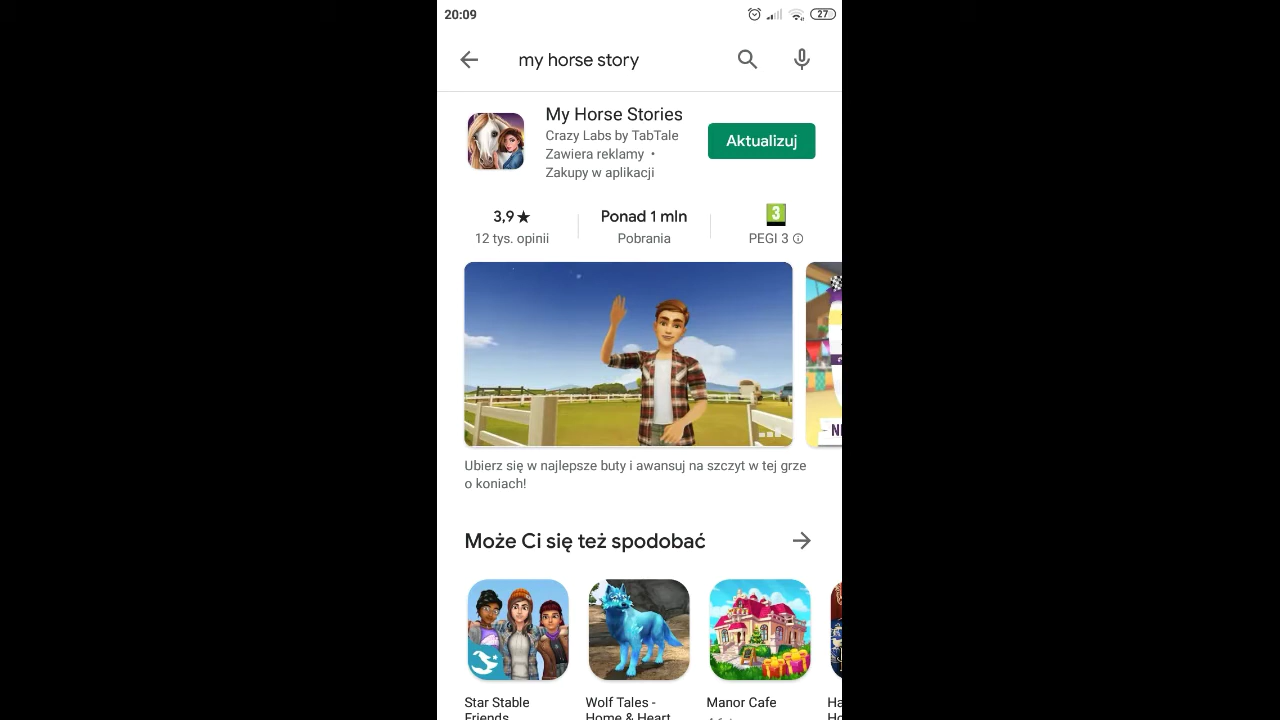 20:09
27
my horse story
My Horse Stories
Crazy Labs by TabTale
Zawiera reklamy •
Zakupy w aplikacji
Aktualizuj
3,9★
12 tys. opinii
Ponad 1 mln
Pobrania
3
PEGI 3
Ubierz się w najlepsze buty i awansuj na szczyt w tej grze
o koniach!
Może Ci się też spodobać
Star Stable
Friends
Wolf Tales -
Home & Heart
Manor Cafe